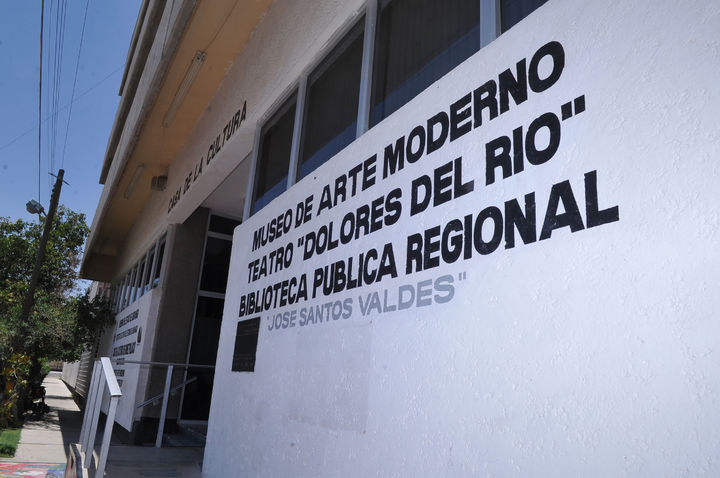 CASA DE LA CULTURA
MUSEO DE ARTE MODERNO
TEATRO "DOLORES DEL RIO"
BIBLIOTECA PUBLICA REGIONAL
"JOSE SANTOS VALDES"